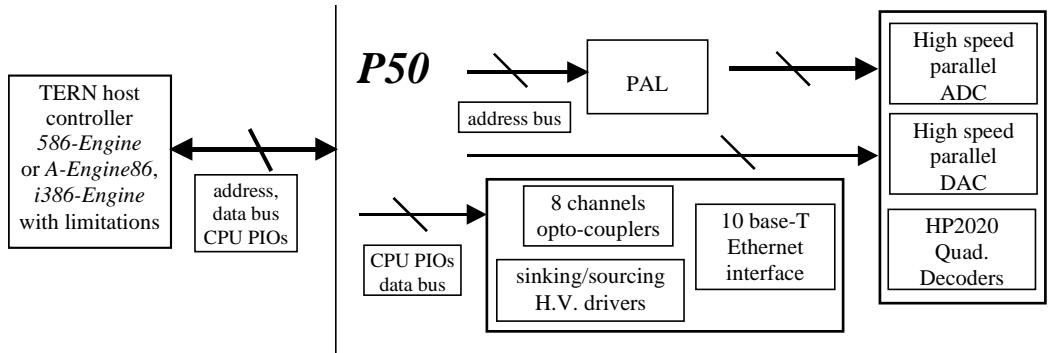 TERN host
controller
586-Engine
or A-Engine86,
i386-Engine
with limitations
address,
data bus
CPU PIOs
P50
address bus
PAL
CPU PIOs
data bus
8 channels
opto-couplers
sinking/sourcing
H.V. drivers
10 base-T
Ethernet
interface
High speed
parallel
ADC
High speed
parallel
DAC
HP2020
Quad.
Decoders